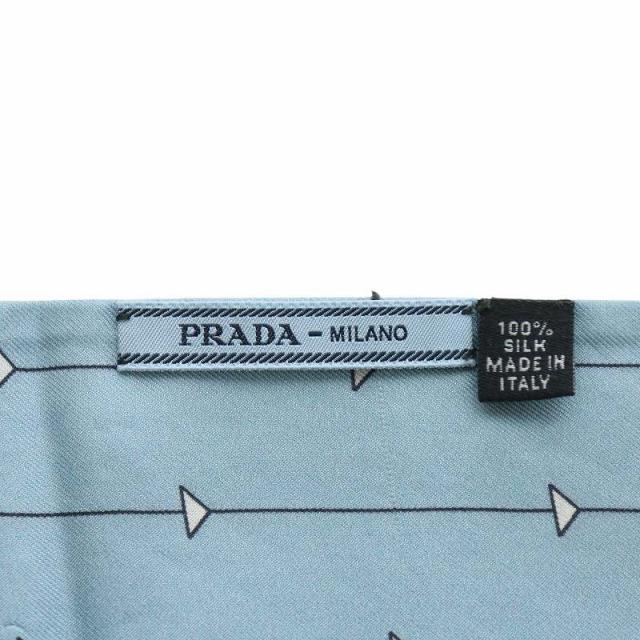 PRADA - MILANO
100%
SILK
MADE IN
ITALY